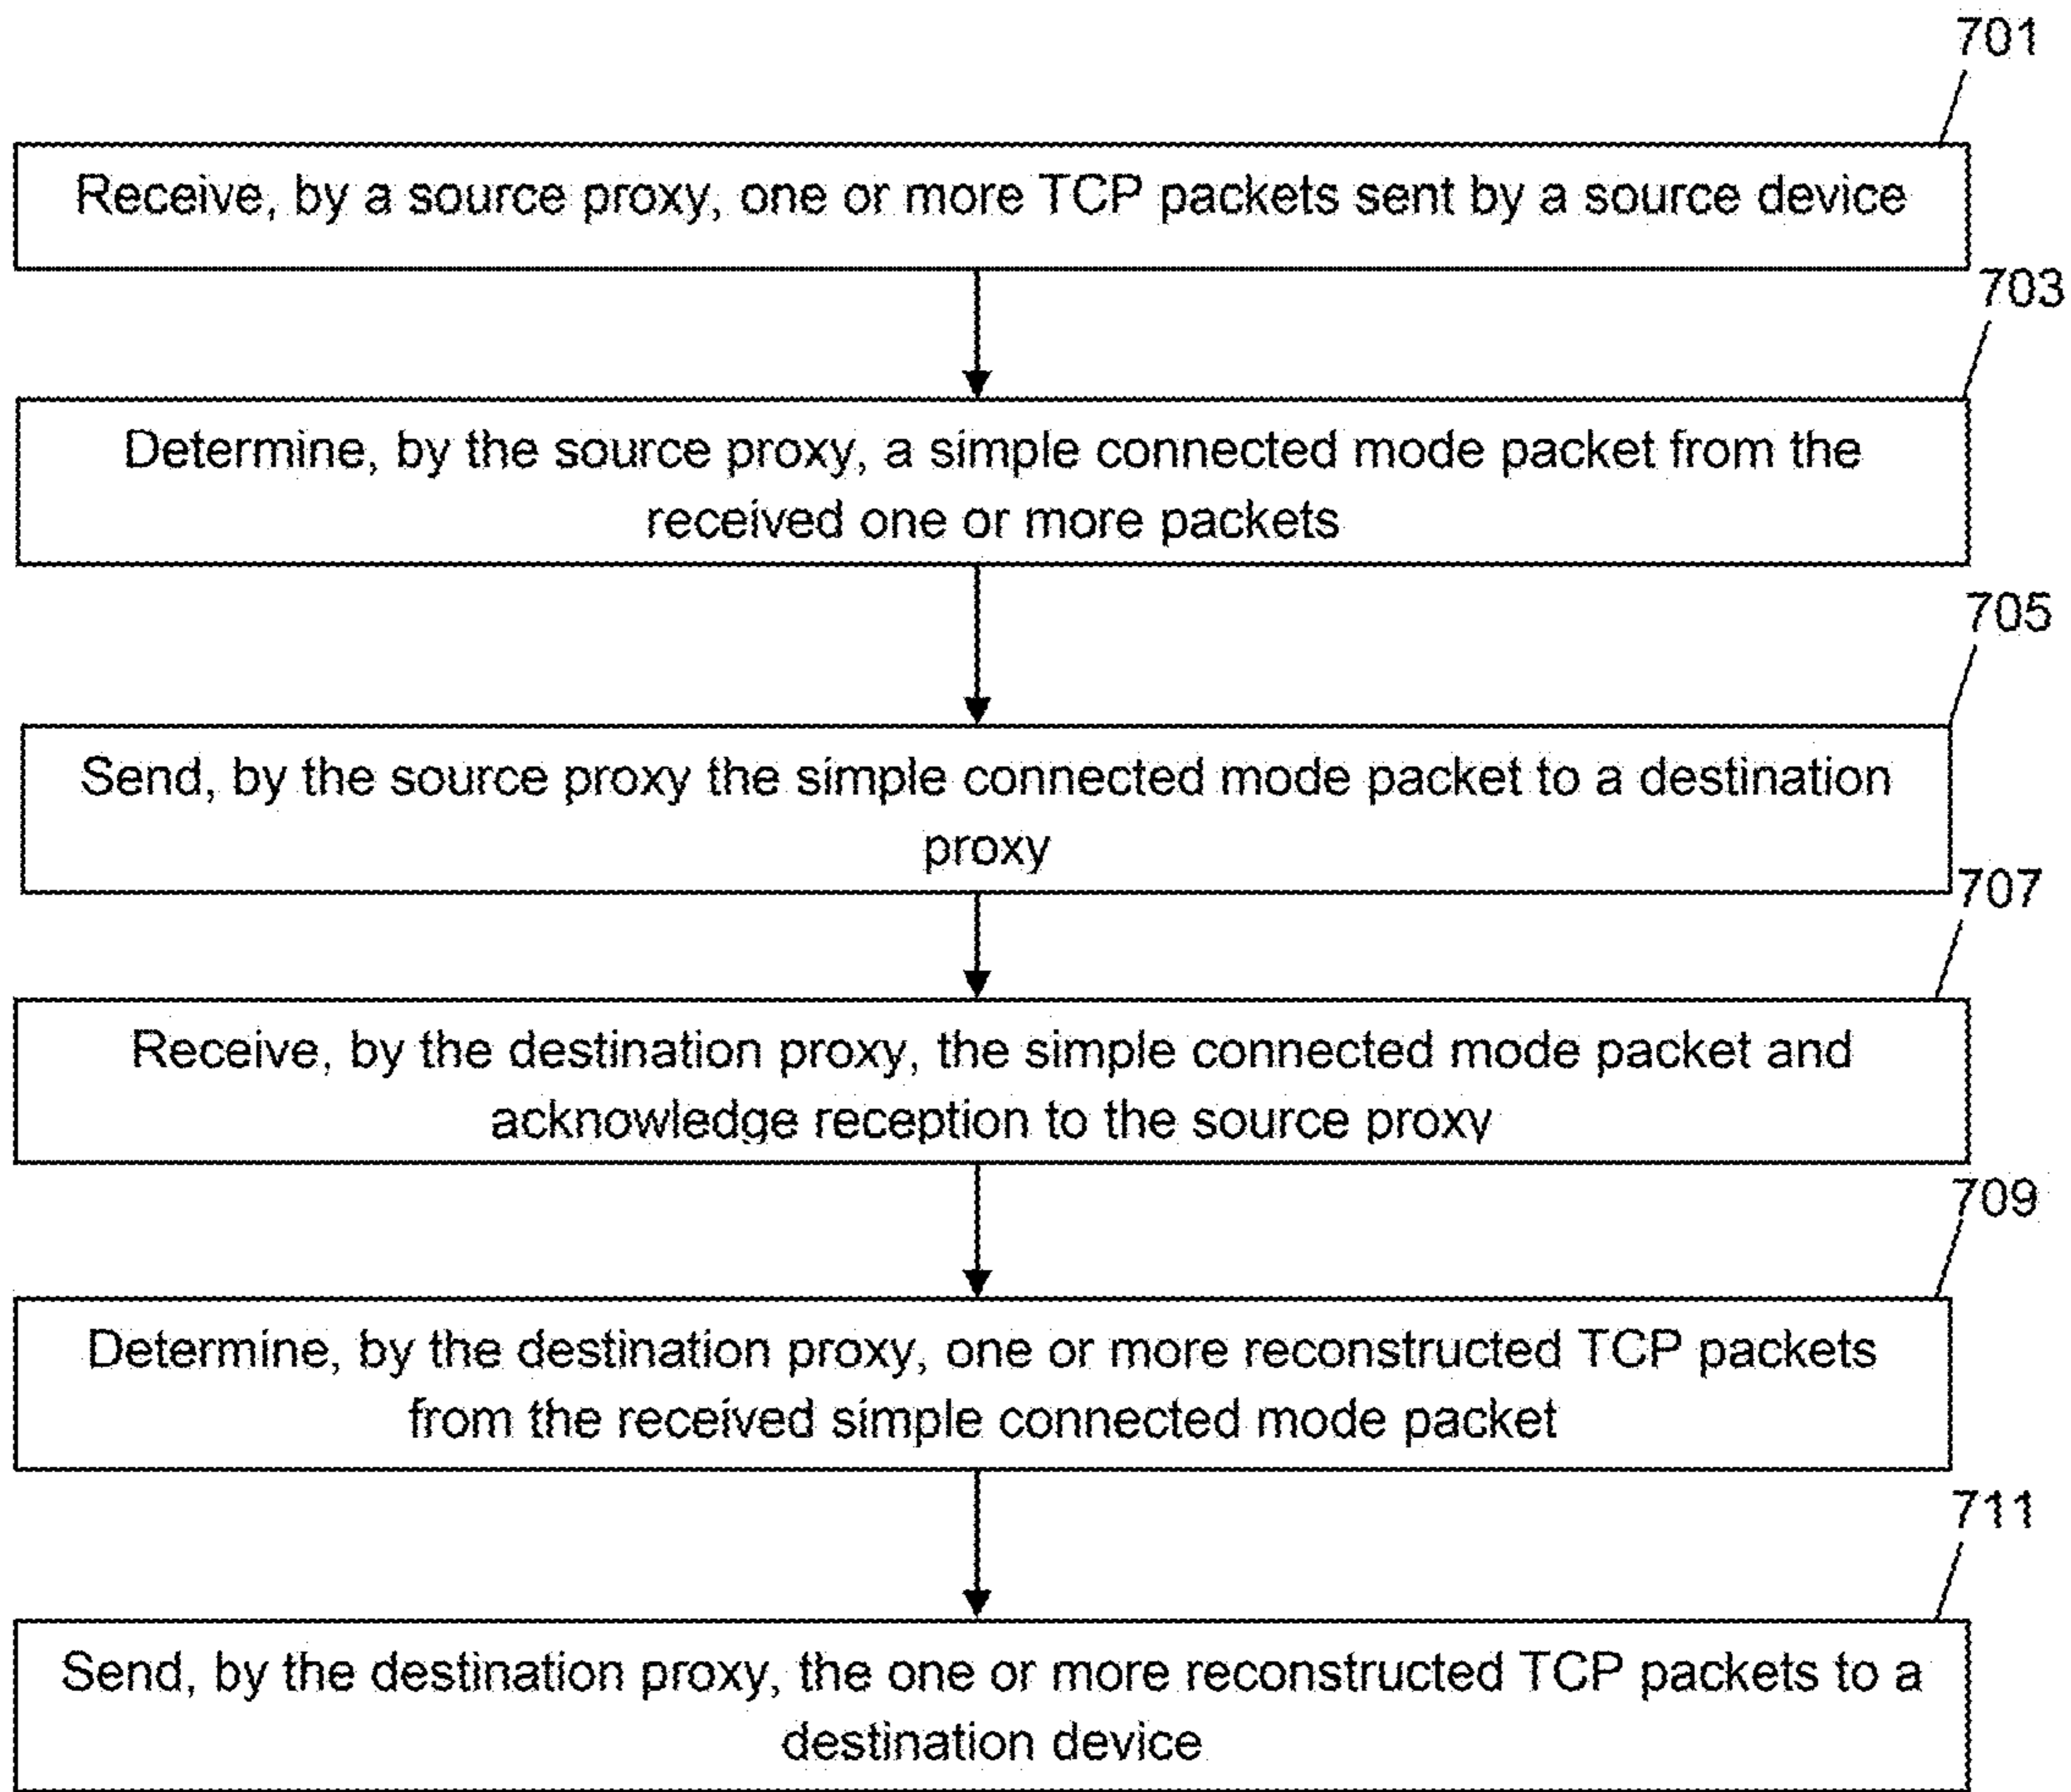 701
Receive, by a source proxy, one or more TCP packets sent by a source device
703
Determine, by the source proxy, a simple connected mode packet from the
received one or more packets
705
Send, by the source proxy the simple connected mode packet to a destination
proxy
707
Receive, by the destination proxy, the simple connected mode packet and
acknowledge reception to the source proxy
709
Determine, by the destination proxy, one or more reconstructed TCP packets
from the received simple connected mode packet
711
Send, by the destination proxy, the one or more reconstructed TCP packets to a
destination device